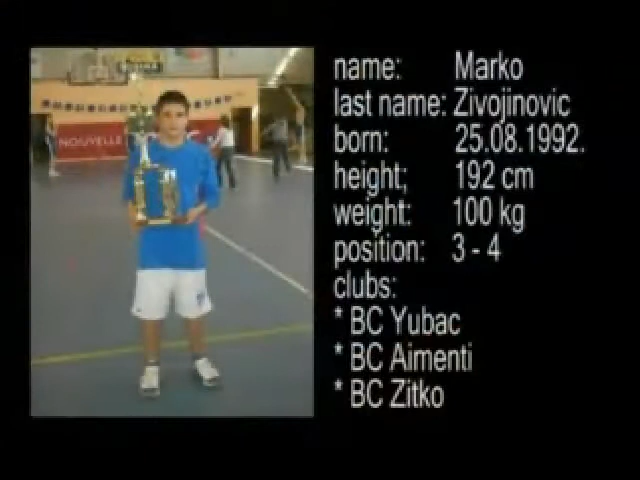 NOUVELLE
name: Marko
last name: Zivojinovic
born: 25.08.1992.
height; 192 cm
weight: 100 kg
position: 3 - 4
clubs:
* BC Yubac
* BC Aimenti
* BC Zitko